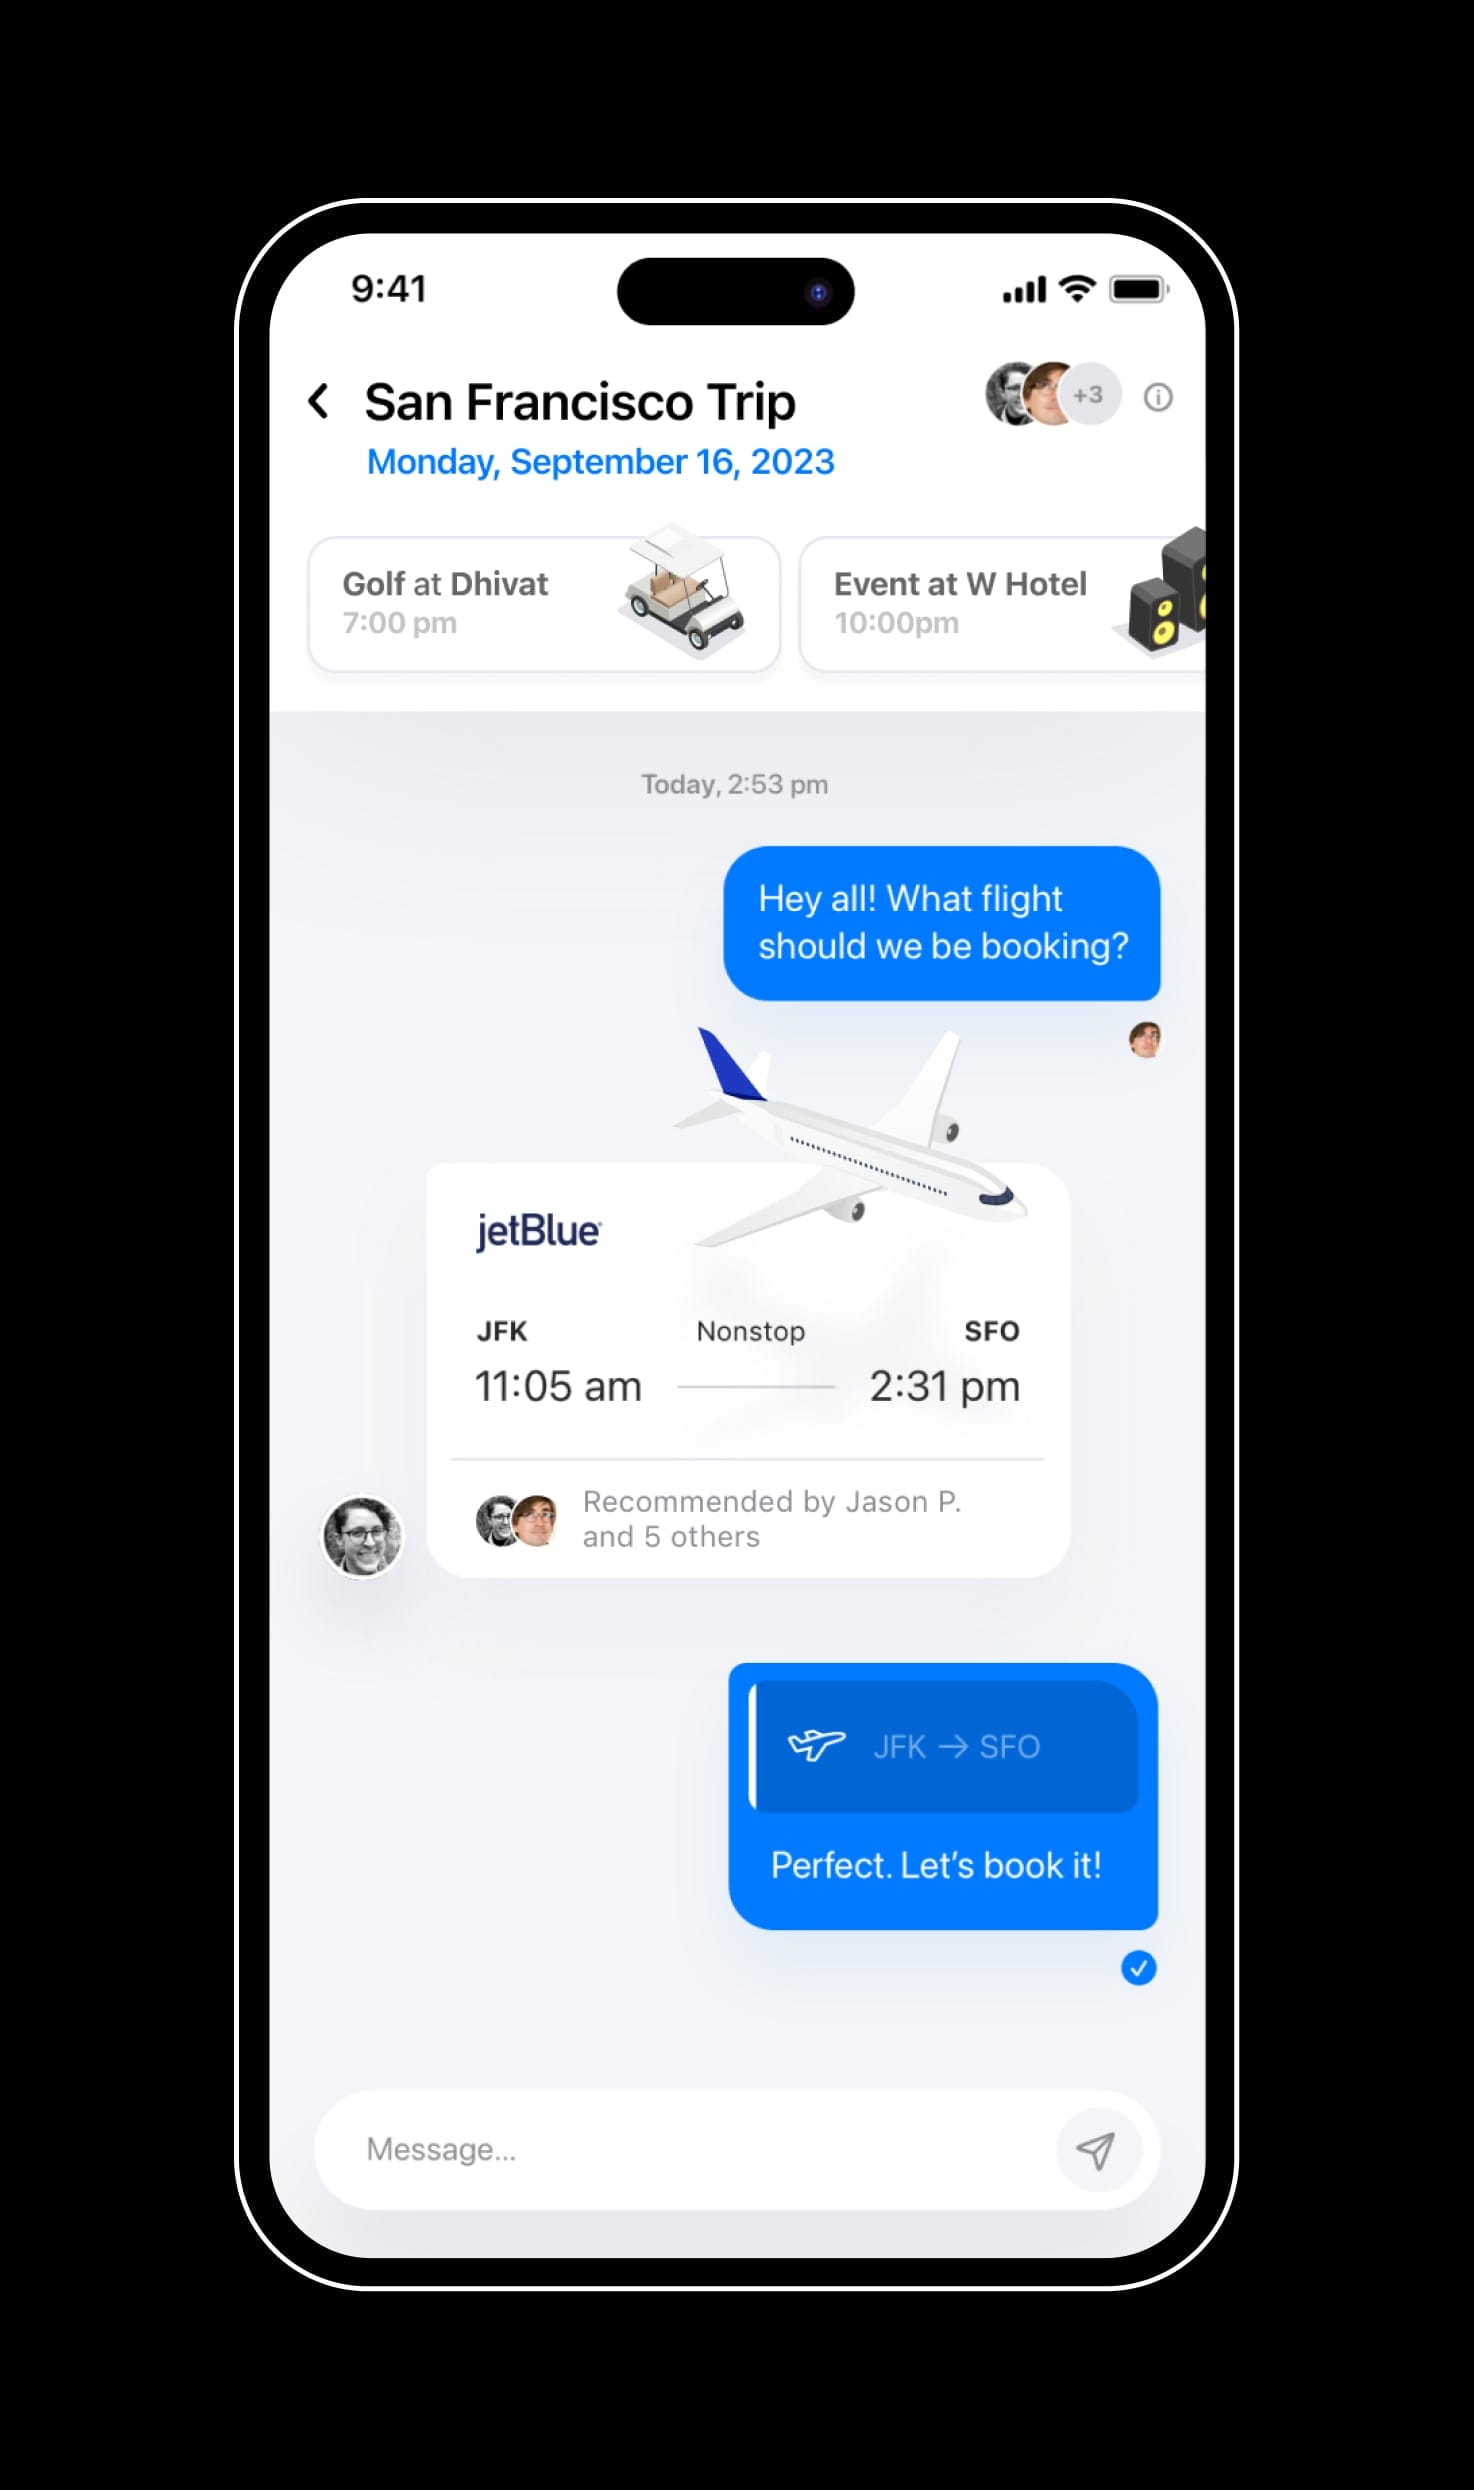 9:41
San Francisco Trip
+3
Monday, September 16, 2023
Golf at Dhivat
7:00 pm
Event at W Hotel
10:00pm
Today, 2:53 pm
Hey all! What flight
should we be booking?
jetBlue
JFK Nonstop SFO
11:05 am 2:31 pm
Recommended by Jason P.
and 5 others
JFK → SFO
Perfect. Let’s book it!
Message...